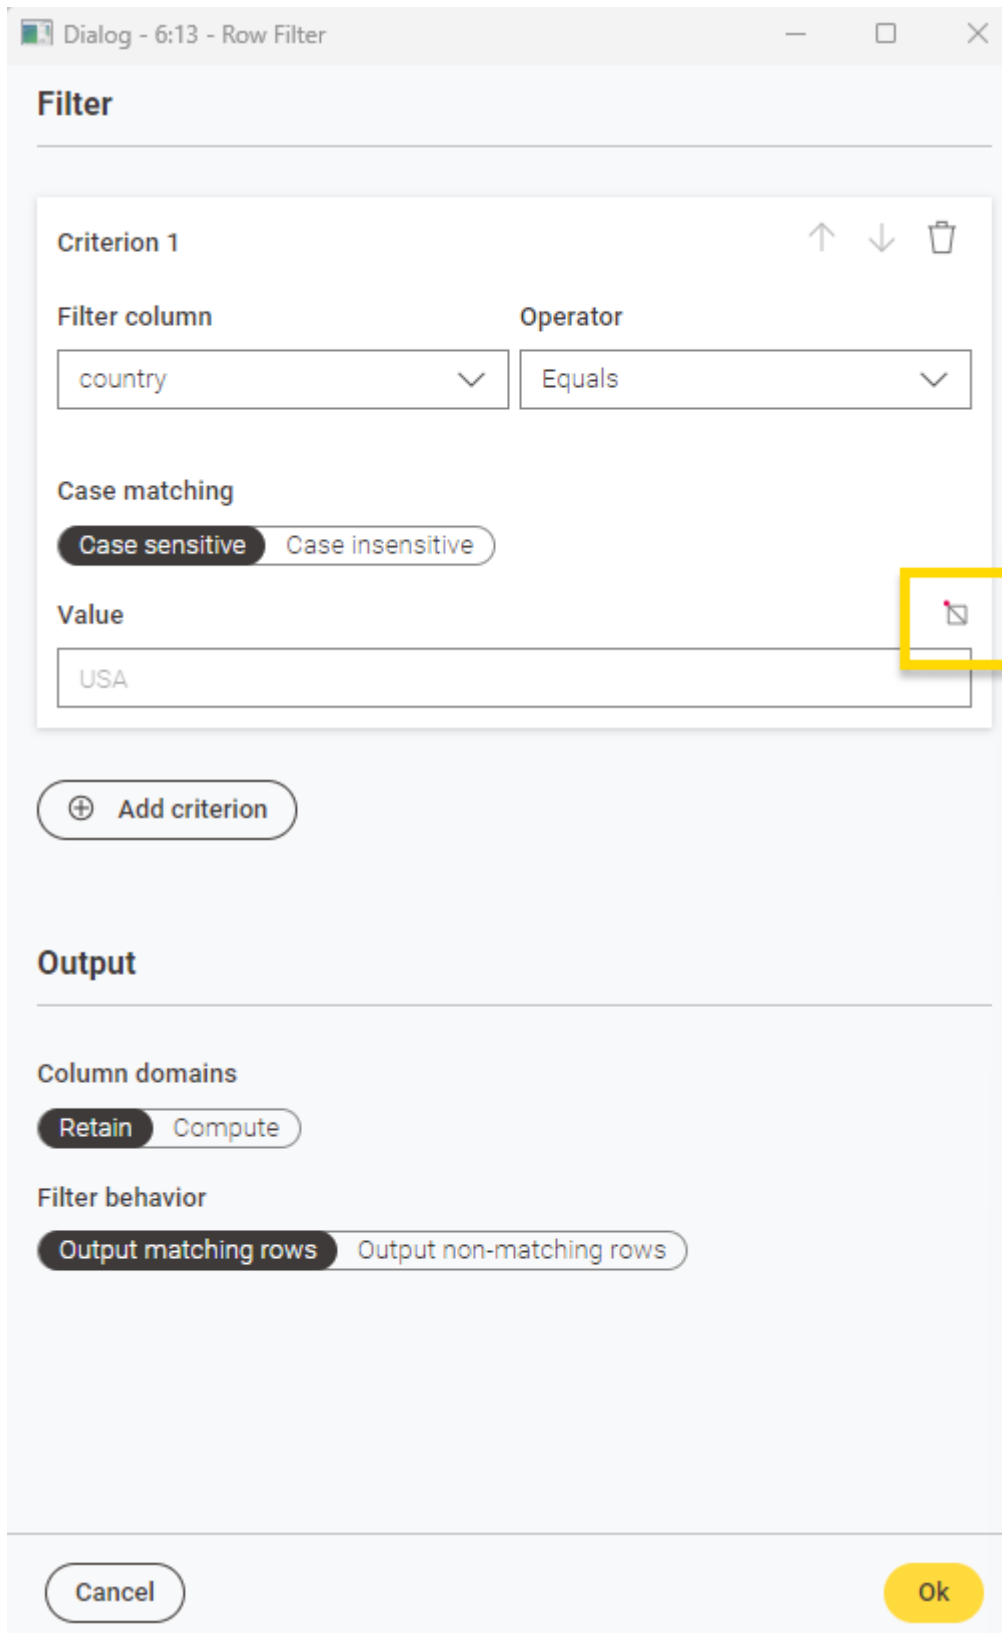 Dialog - 6:13 - Row Filter
Filter
Criterion 1
Filter column Operator
country Equals
Case matching
Case sensitive Case insensitive
Value
USA
Add criterion
Output
Column domains
Retain Compute
Filter behavior
Output matching rows Output non-matching rows
Cancel Ok